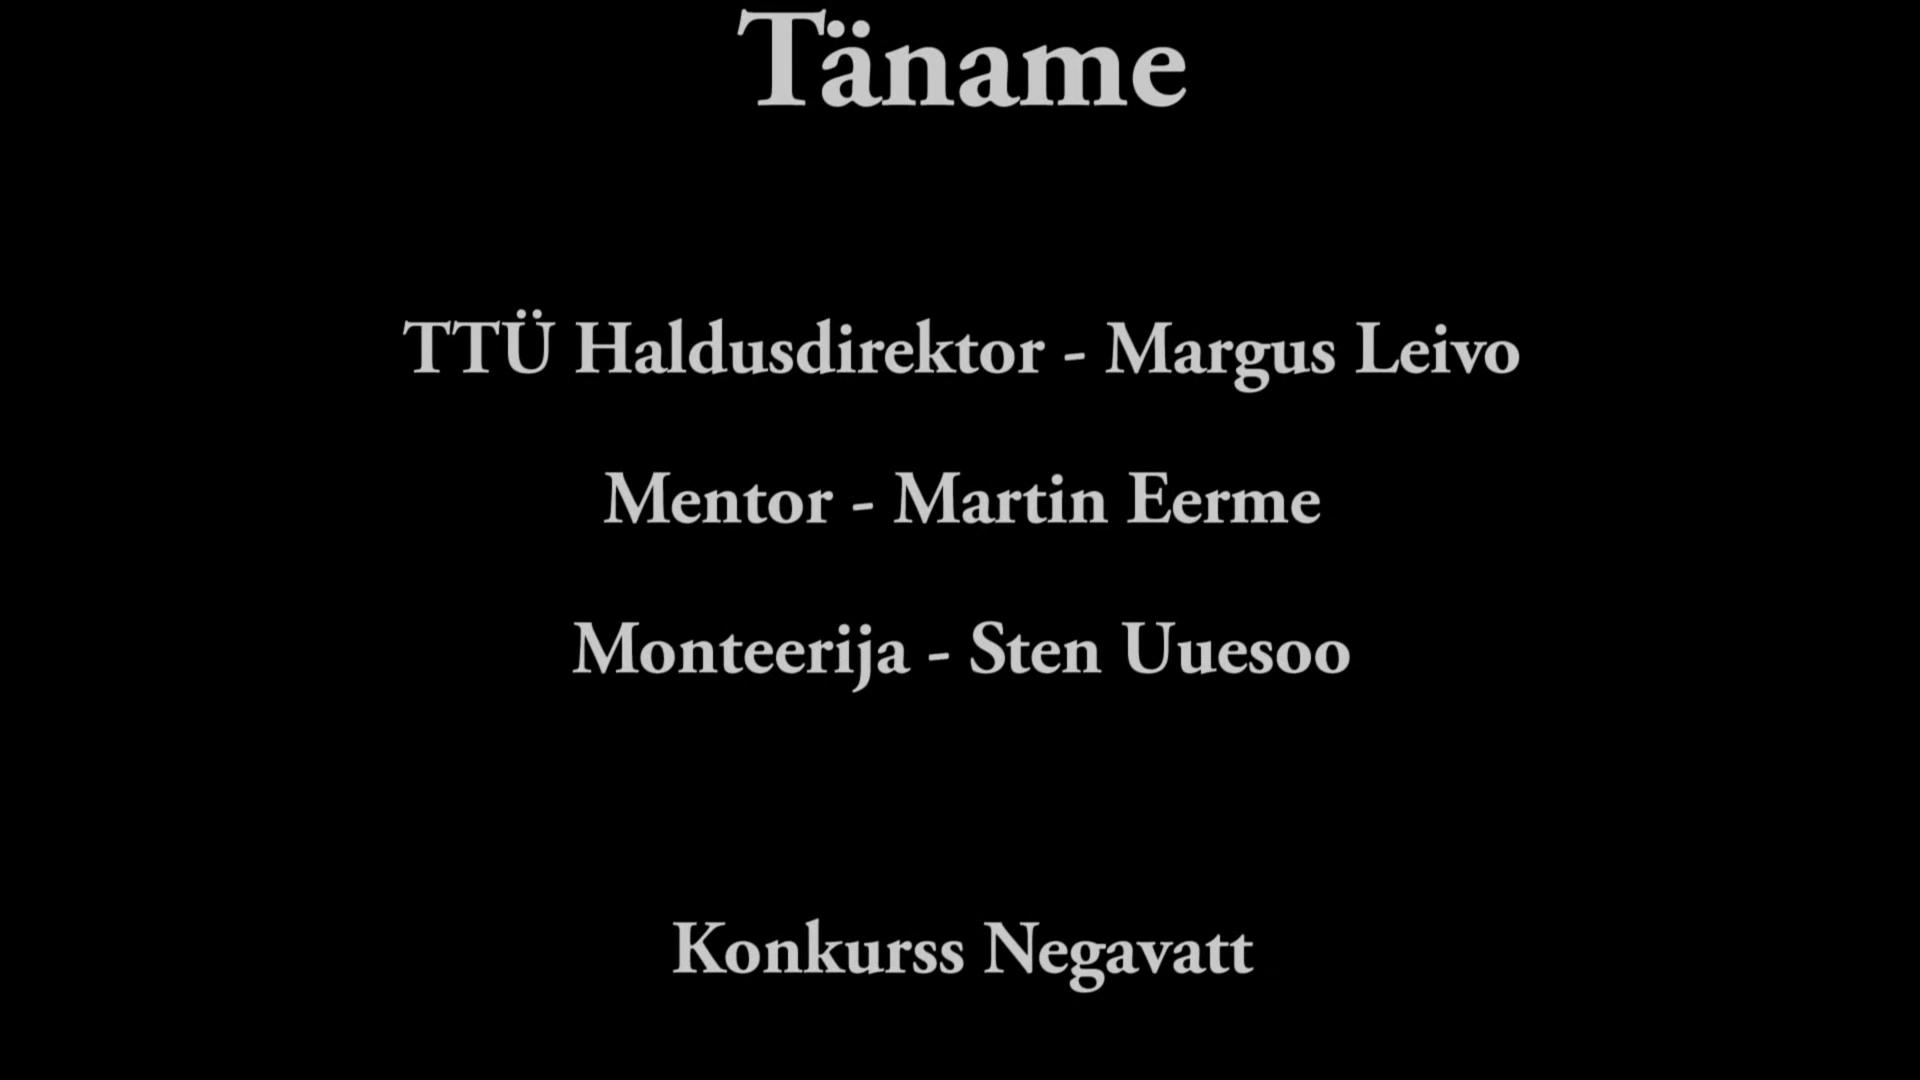 Täname
TTÜ Haldusdirektor - Margus Leivo
Mentor - Martin Eerme
Monteerija - Sten Uuesoo
Konkurss Negavatt